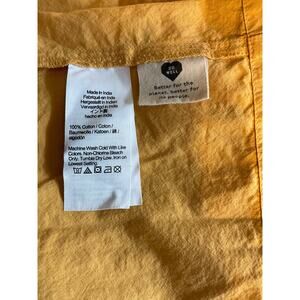 Made in India
Fabriqué en Inde
Hergestellt in Indien
Vervaardigd in India
インド製
hecho en India
100% Cotton / Coton /
Baumwolle / Katoen / 綿 /
algodón
Machine Wash Cold With Like
Colors. Non-Chlorine Bleach
Only. Tumble Dry Low. Iron on
Lowest Setting.
DO
WELL
Better for the
planet, better for
its people.